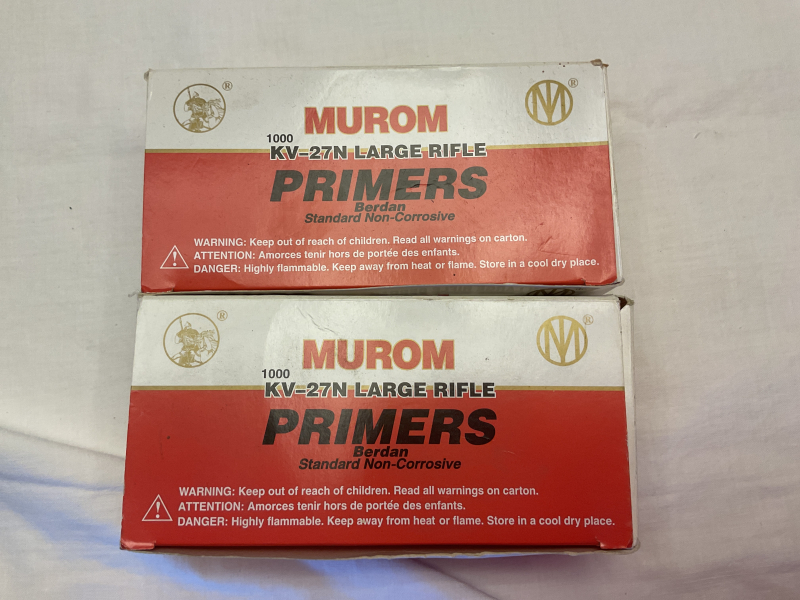 ®
®
MUROM
1000
KV-27N LARGE RIFLE
PRIMERS
Berdan
Standard Non-Corrosive
WARNING: Keep out of reach of children. Read all warnings on carton.
ATTENTION: Amorces tenir hors de portée des enfants.
DANGER: Highly flammable. Keep away from heat or flame. Store in a cool dry place.
®
®
MUROM
1000
KV-27N LARGE RIFLE
PRIMERS
Berdan
Standard Non-Corrosive
WARNING: Keep out of reach of children. Read all warnings on carton.
ATTENTION: Amorces tenir hors de portée des enfants.
DANGER: Highly flammable. Keep away from heat or flame. Store in a cool dry place.